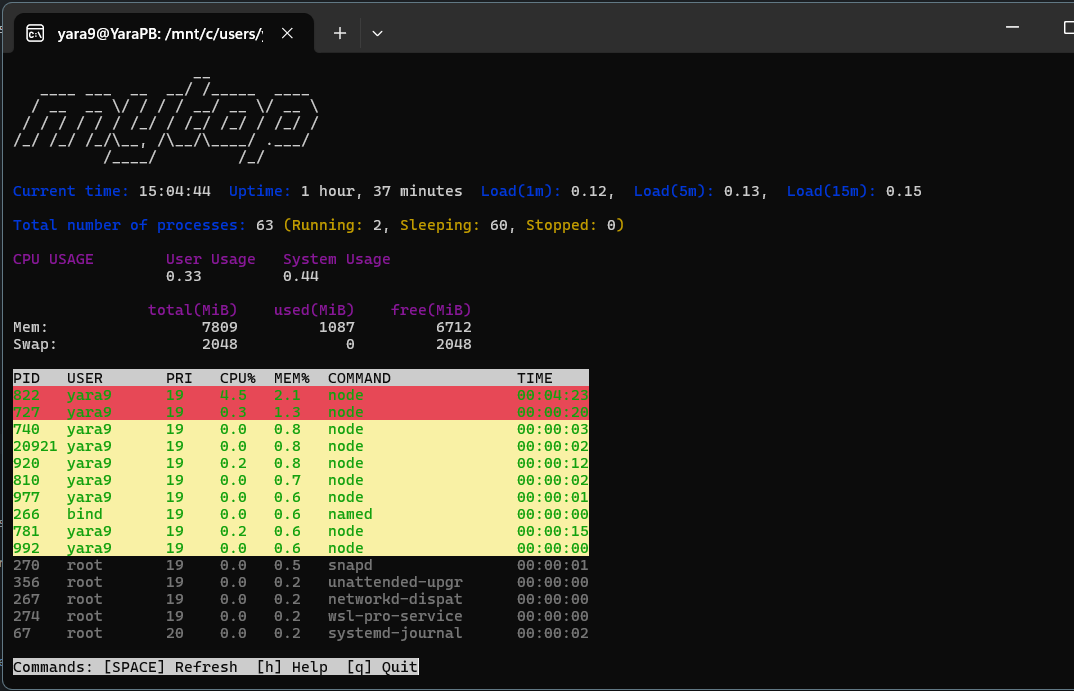 yara9@YaraPB: /mnt/c/users/
mytop
Current time: 15:04:44 Uptime: 1 hour, 37 minutes Load(1m): 0.12, Load(5m): 0.13, Load(15m): 0.15
Total number of processes: 63 (Running: 2, Sleeping: 60, Stopped: 0)
CPU USAGE User Usage System Usage
0.33 0.44
total(MiB) used(MiB) free(MiB)
Mem: 7809 1087 6712
Swap: 2048 0 2048
PID USER PRI CPU% MEM% COMMAND TIME
822 yara9 19 4.5 2.1 node 00:04:23
727 yara9 19 0.3 1.3 node 00:00:20
740 yara9 19 0.0 0.8 node 00:00:03
20921 yara9 19 0.0 0.8 node 00:00:02
920 yara9 19 0.2 0.8 node 00:00:12
810 yara9 19 0.0 0.7 node 00:00:02
977 yara9 19 0.0 0.6 node 00:00:01
266 bind 19 0.0 0.6 named 00:00:00
781 yara9 19 0.2 0.6 node 00:00:15
992 yara9 19 0.0 0.6 node 00:00:00
270 root 19 0.0 0.5 snapd 00:00:01
356 root 19 0.0 0.2 unattended-upgr 00:00:00
267 root 19 0.0 0.2 networkd-dispat 00:00:00
274 root 19 0.0 0.2 wsl-pro-service 00:00:00
67 root 20 0.0 0.2 systemd-journal 00:00:02
Commands: [SPACE] Refresh [h] Help [q] Quit